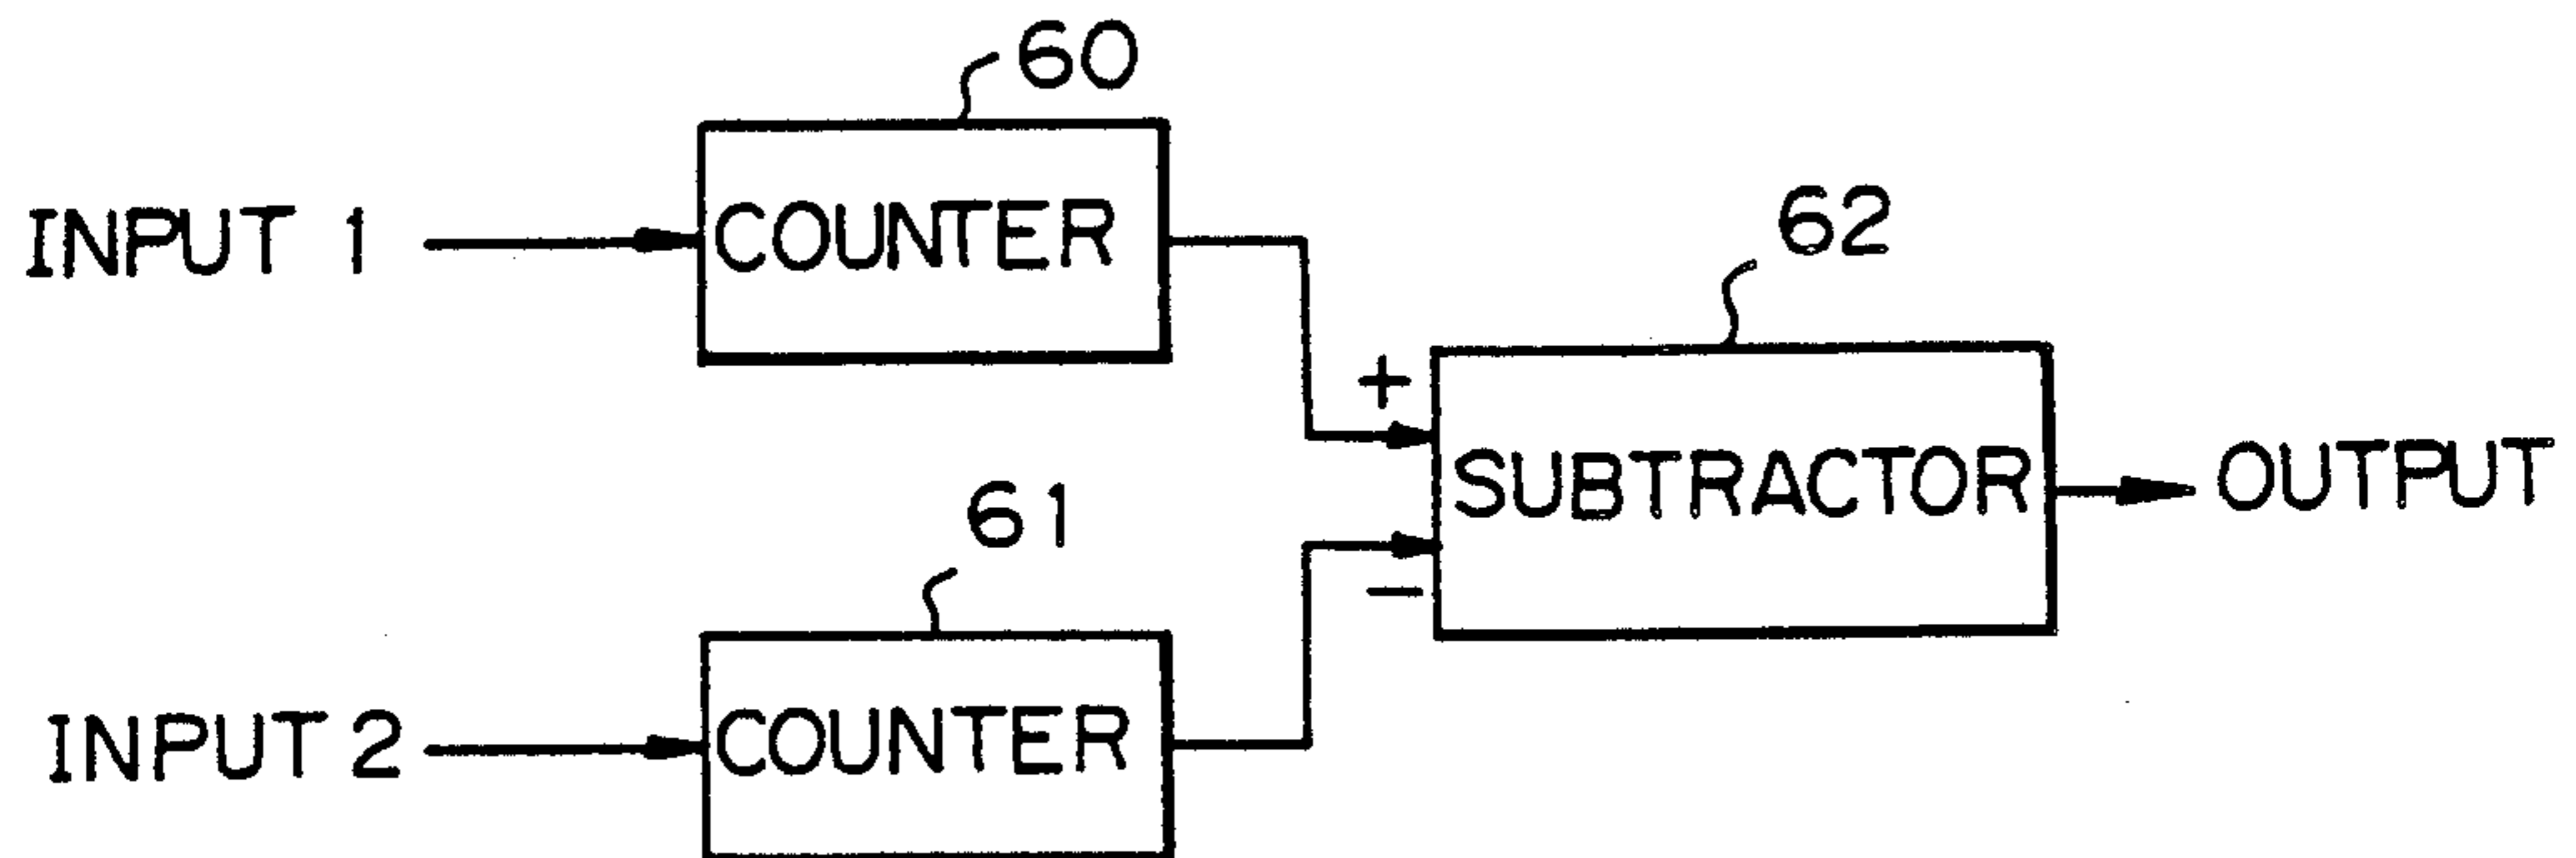 60
INPUT 1
COUNTER
62
+
SUBTRACTOR
OUTPUT
61
−
INPUT 2
COUNTER